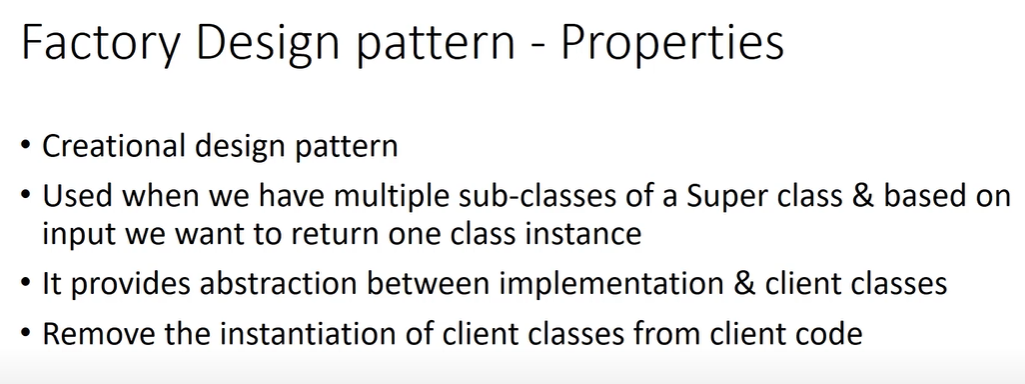 Factory Design pattern - Properties
• Creational design pattern
• Used when we have multiple sub-classes of a Super class & based on
input we want to return one class instance
• It provides abstraction between implementation & client classes
• Remove the instantiation of client classes from client code